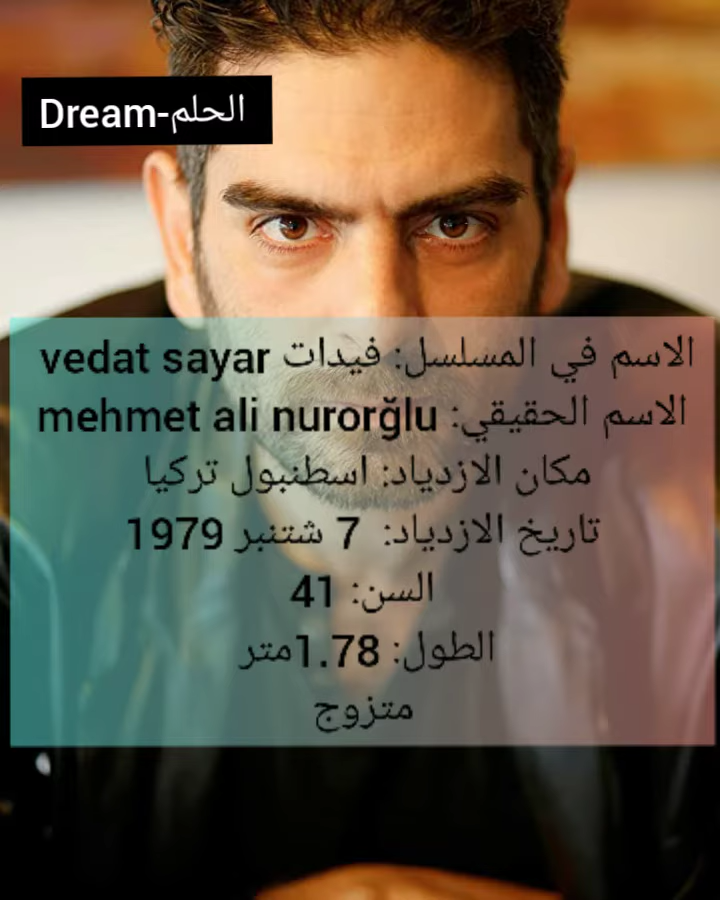 Dream-الحلم
الاسم في المسلسل: فيدات vedat sayar
الاسم الحقيقي: mehmet ali nurorğlu
مكان الازدياد: اسطنبول تركيا
تاريخ الازدياد: 7 شتنبر 1979
السن: 41
الطول: 1.78متر
متزوج